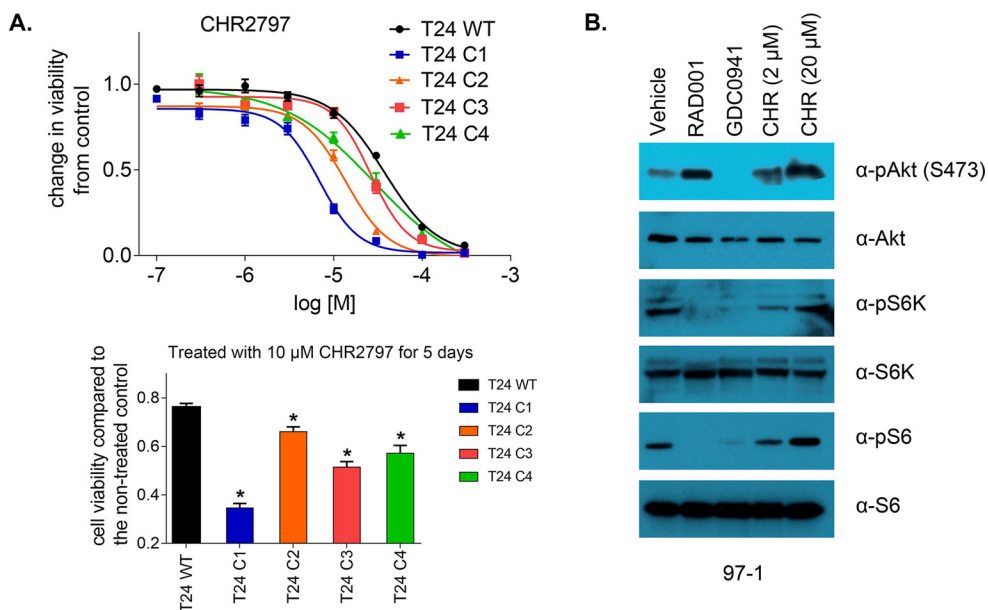 A.
CHR2797
T24 WT
T24 C1
T24 C2
T24 C3
T24 C4
change in viability
from control
1.0
0.5
0.0
-7
-6
-5
-4
-3
log [M]
Treated with 10 µM CHR2797 for 5 days
cell viability compared to
the non-treated control
0.8
0.6
0.4
0.2
*
*
*
*
T24 WT
T24 C1
T24 C2
T24 C3
T24 C4
T24 WT
T24 C1
T24 C2
T24 C3
T24 C4
B.
Vehicle
RAD001
GDC0941
CHR (2 µM)
CHR (20 µM)
α-pAkt (S473)
α-Akt
α-pS6K
α-S6K
α-pS6
α-S6
97-1